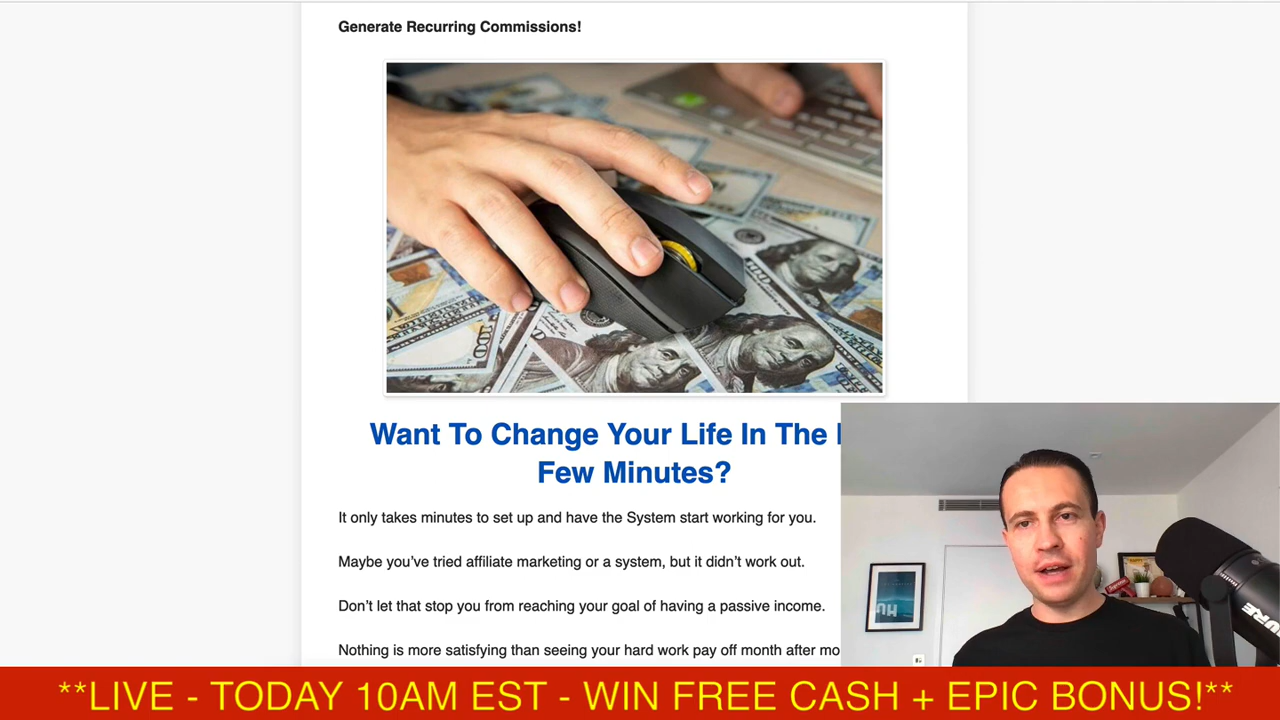 Generate Recurring Commissions!
Want To Change Your Life In The
Few Minutes?
It only takes minutes to set up and have the System start working for you.
Maybe you’ve tried affiliate marketing or a system, but it didn’t work out.
Don’t let that stop you from reaching your goal of having a passive income.
Nothing is more satisfying than seeing your hard work pay off month after mo
**LIVE - TODAY 10AM EST - WIN FREE CASH + EPIC BONUS!**